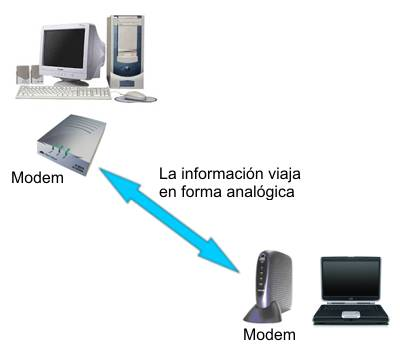 Modem
La información viaja
en forma analógica
Modem